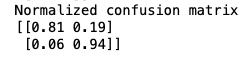 Normalized confusion matrix
[[0.81 0.19]
[0.06 0.94]]